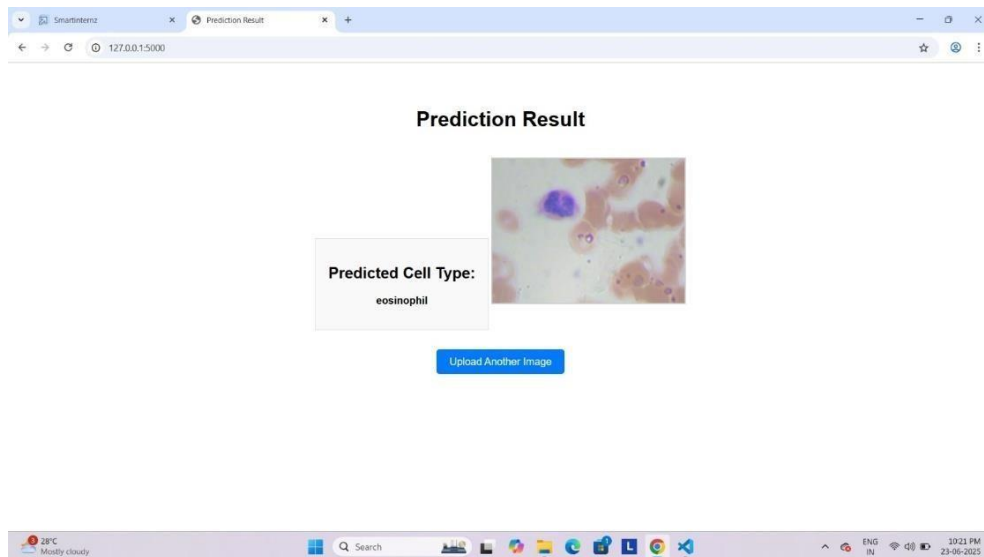 Smartinternz
Prediction Result
127.0.0.1:5000
Prediction Result
Predicted Cell Type:
eosinophil
Upload Another Image
3
28°C
Mostly cloudy
Search
L
ENG
IN
10:21 PM
23-06-2025